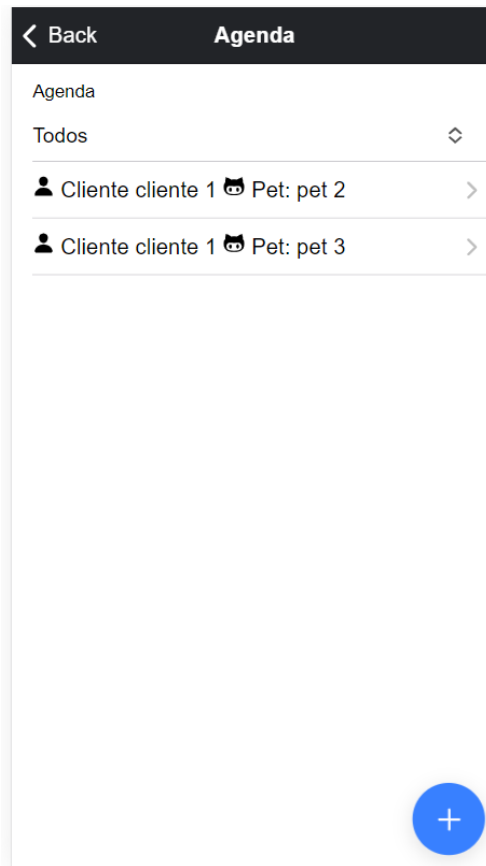 Back Agenda
Agenda
Todos
Cliente cliente 1 Pet: pet 2
Cliente cliente 1 Pet: pet 3